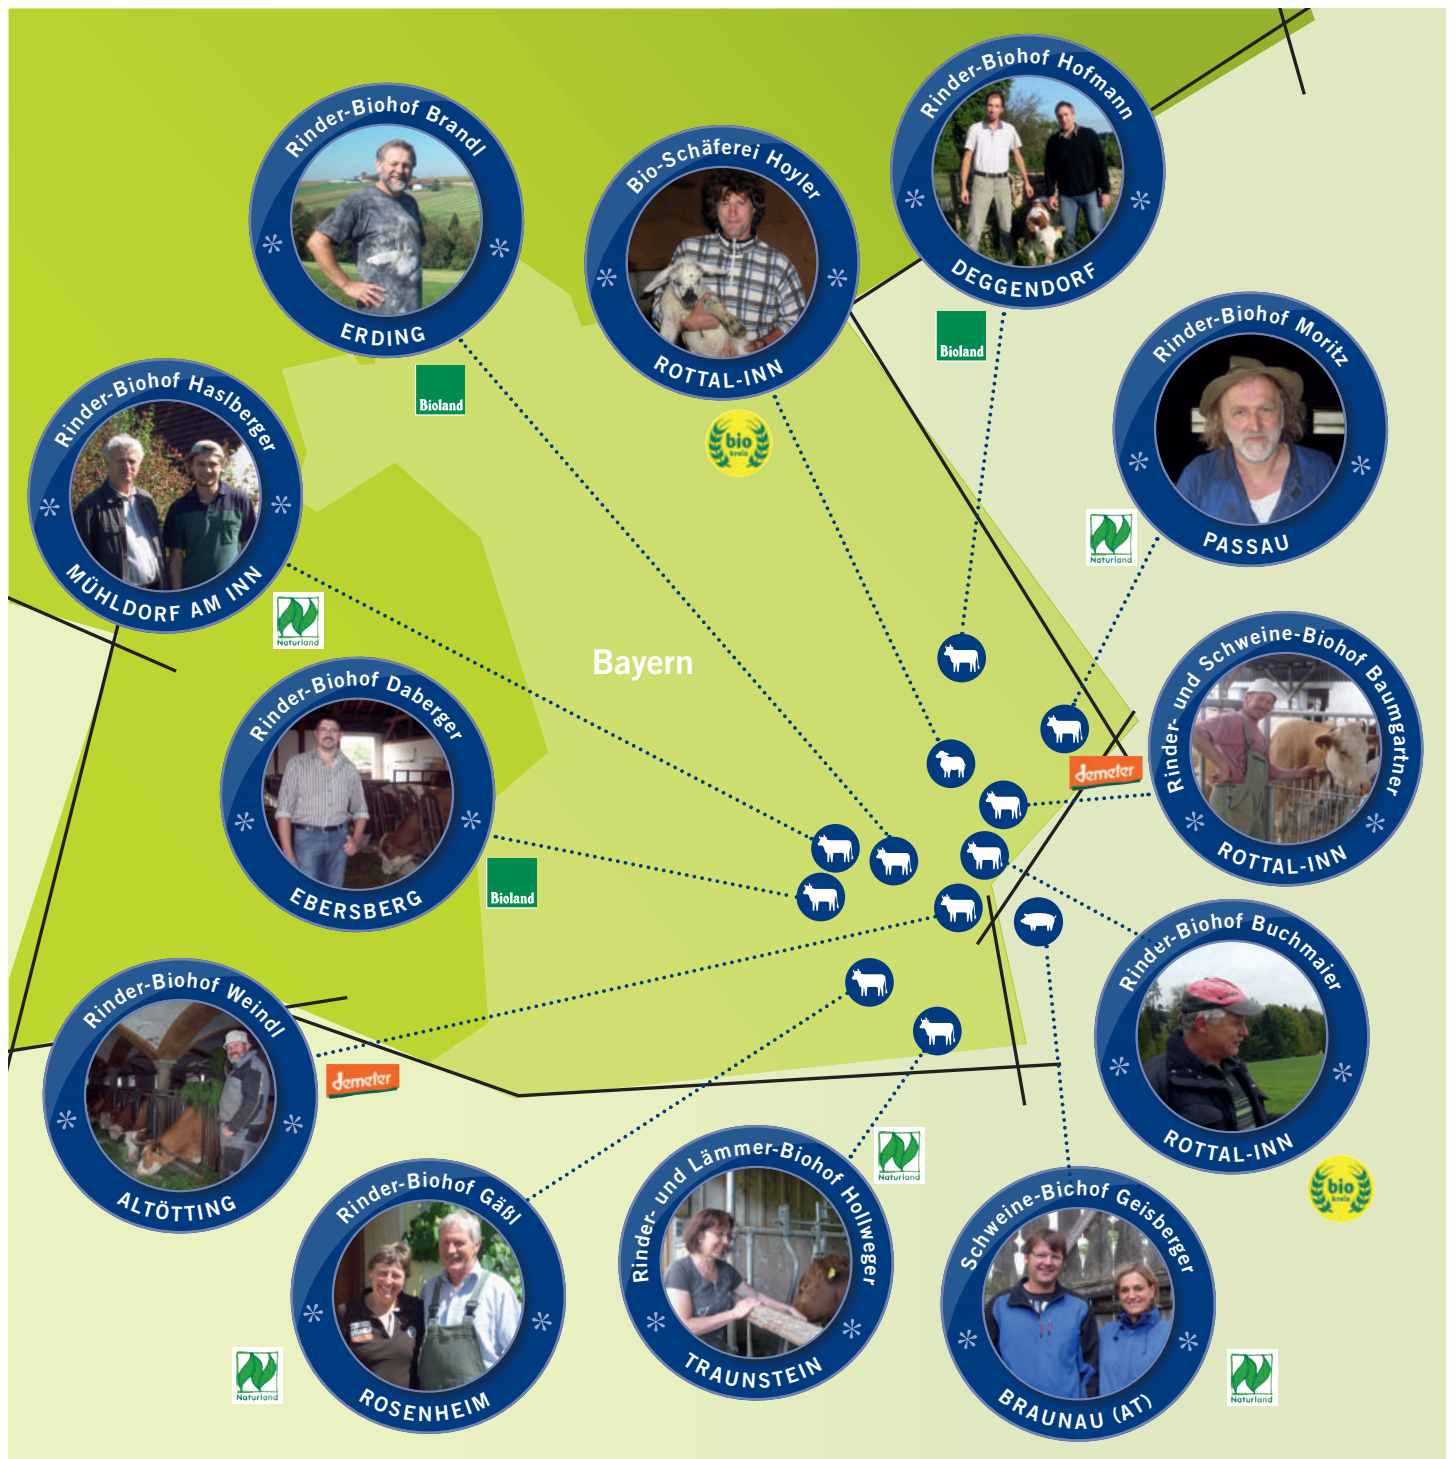 Rinder-Biohof Hofmann
DEGGENDORF
Bioland
Rinder-Biohof Brandl
ERDING
Bioland
Bio-Schäferei Hoyler
ROTTAL-INN
bio
kreis
Rinder-Biohof Moritz
PASSAU
Naturland
Rinder-Biohof Haslberger
MÜHLDORF AM INN
Naturland
Bayern
Rinder- und Schweine-Biohof Baumgartner
ROTTAL-INN
demeter
Rinder-Biohof Daberger
EBERSBERG
Bioland
Rinder-Biohof Buchmaier
ROTTAL-INN
bio
kreis
Rinder-Biohof Weindl
ALTÖTTING
demeter
Rinder-Biohof Gäßl
ROSENHEIM
Naturland
Rinder- und Lämmer-Biohof Hollweger
TRAUNSTEIN
Naturland
Schweine-Biohof Geisberger
BRAUNAU (AT)
Naturland